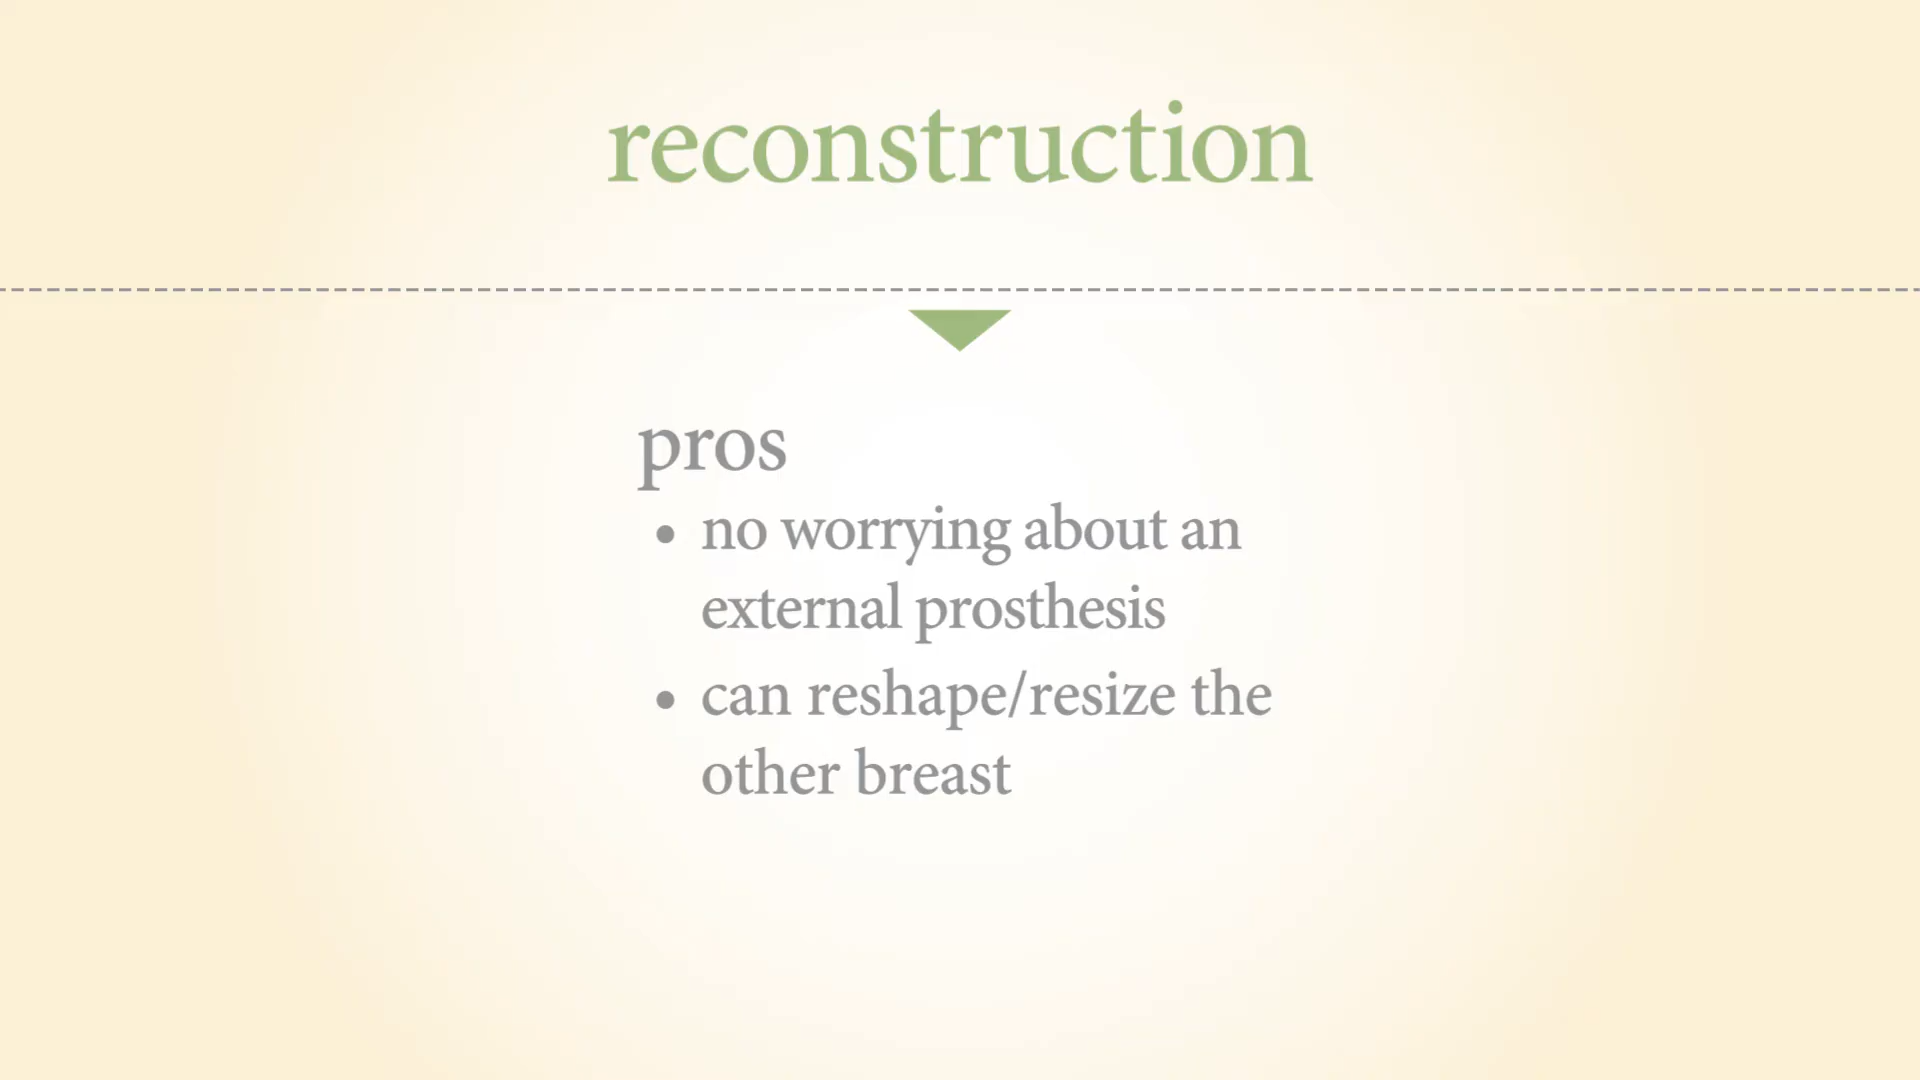 reconstruction
pros
• no worrying about an
external prosthesis
• can reshape/resize the
other breast